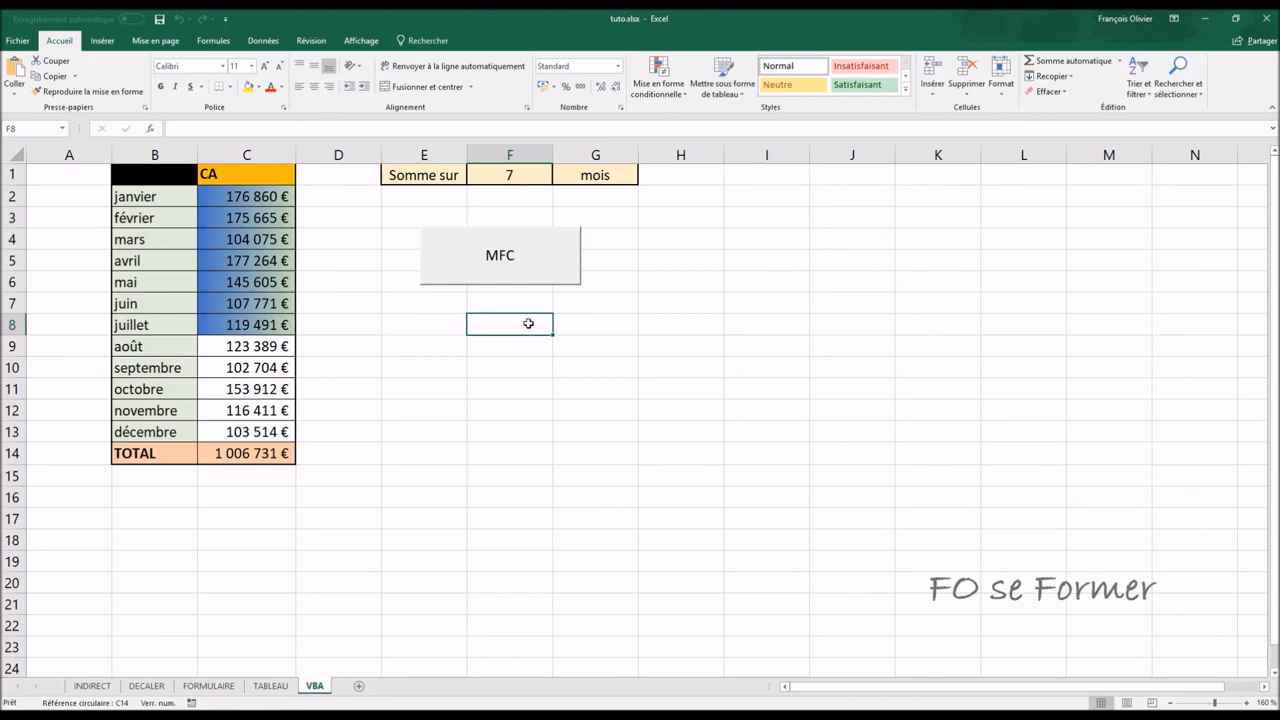 Enregistrement automatique
tuto.xlsx - Excel
François Olivier
Fichier Accueil Insérer Mise en page Formules Données Révision Affichage Rechercher Partager
Coller
Couper
Copier
Reproduire la mise en forme
Presse-papiers
Calibri 11
G I S
Police
Renvoyer à la ligne automatiquement
Fusionner et centrer
Alignement
Standard
% 000
Nombre
Mise en forme conditionnelle
Mettre sous forme de tableau
Normal Insatisfaisant
Neutre Satisfaisant
Styles
Insérer Supprimer Format
Cellules
Somme automatique
Recopier
Effacer
Trier et filtrer
Rechercher et sélectionner
Édition
F8 fx
A B C D E F G H I J K L M N
1 CA Somme sur 7 mois
2 janvier 176 860 €
3 février 175 665 €
4 mars 104 075 €
5 avril 177 264 €
6 mai 145 605 €
7 juin 107 771 €
8 juillet 119 491 €
9 août 123 389 €
10 septembre 102 704 €
11 octobre 153 912 €
12 novembre 116 411 €
13 décembre 103 514 €
14 TOTAL 1 006 731 €
MFC
15
16
17
18
19
20
21
22
23
24
FO se Former
INDIRECT DECALER FORMULAIRE TABLEAU VBA
Prêt Référence circulaire : C14 Verr. num. 160 %